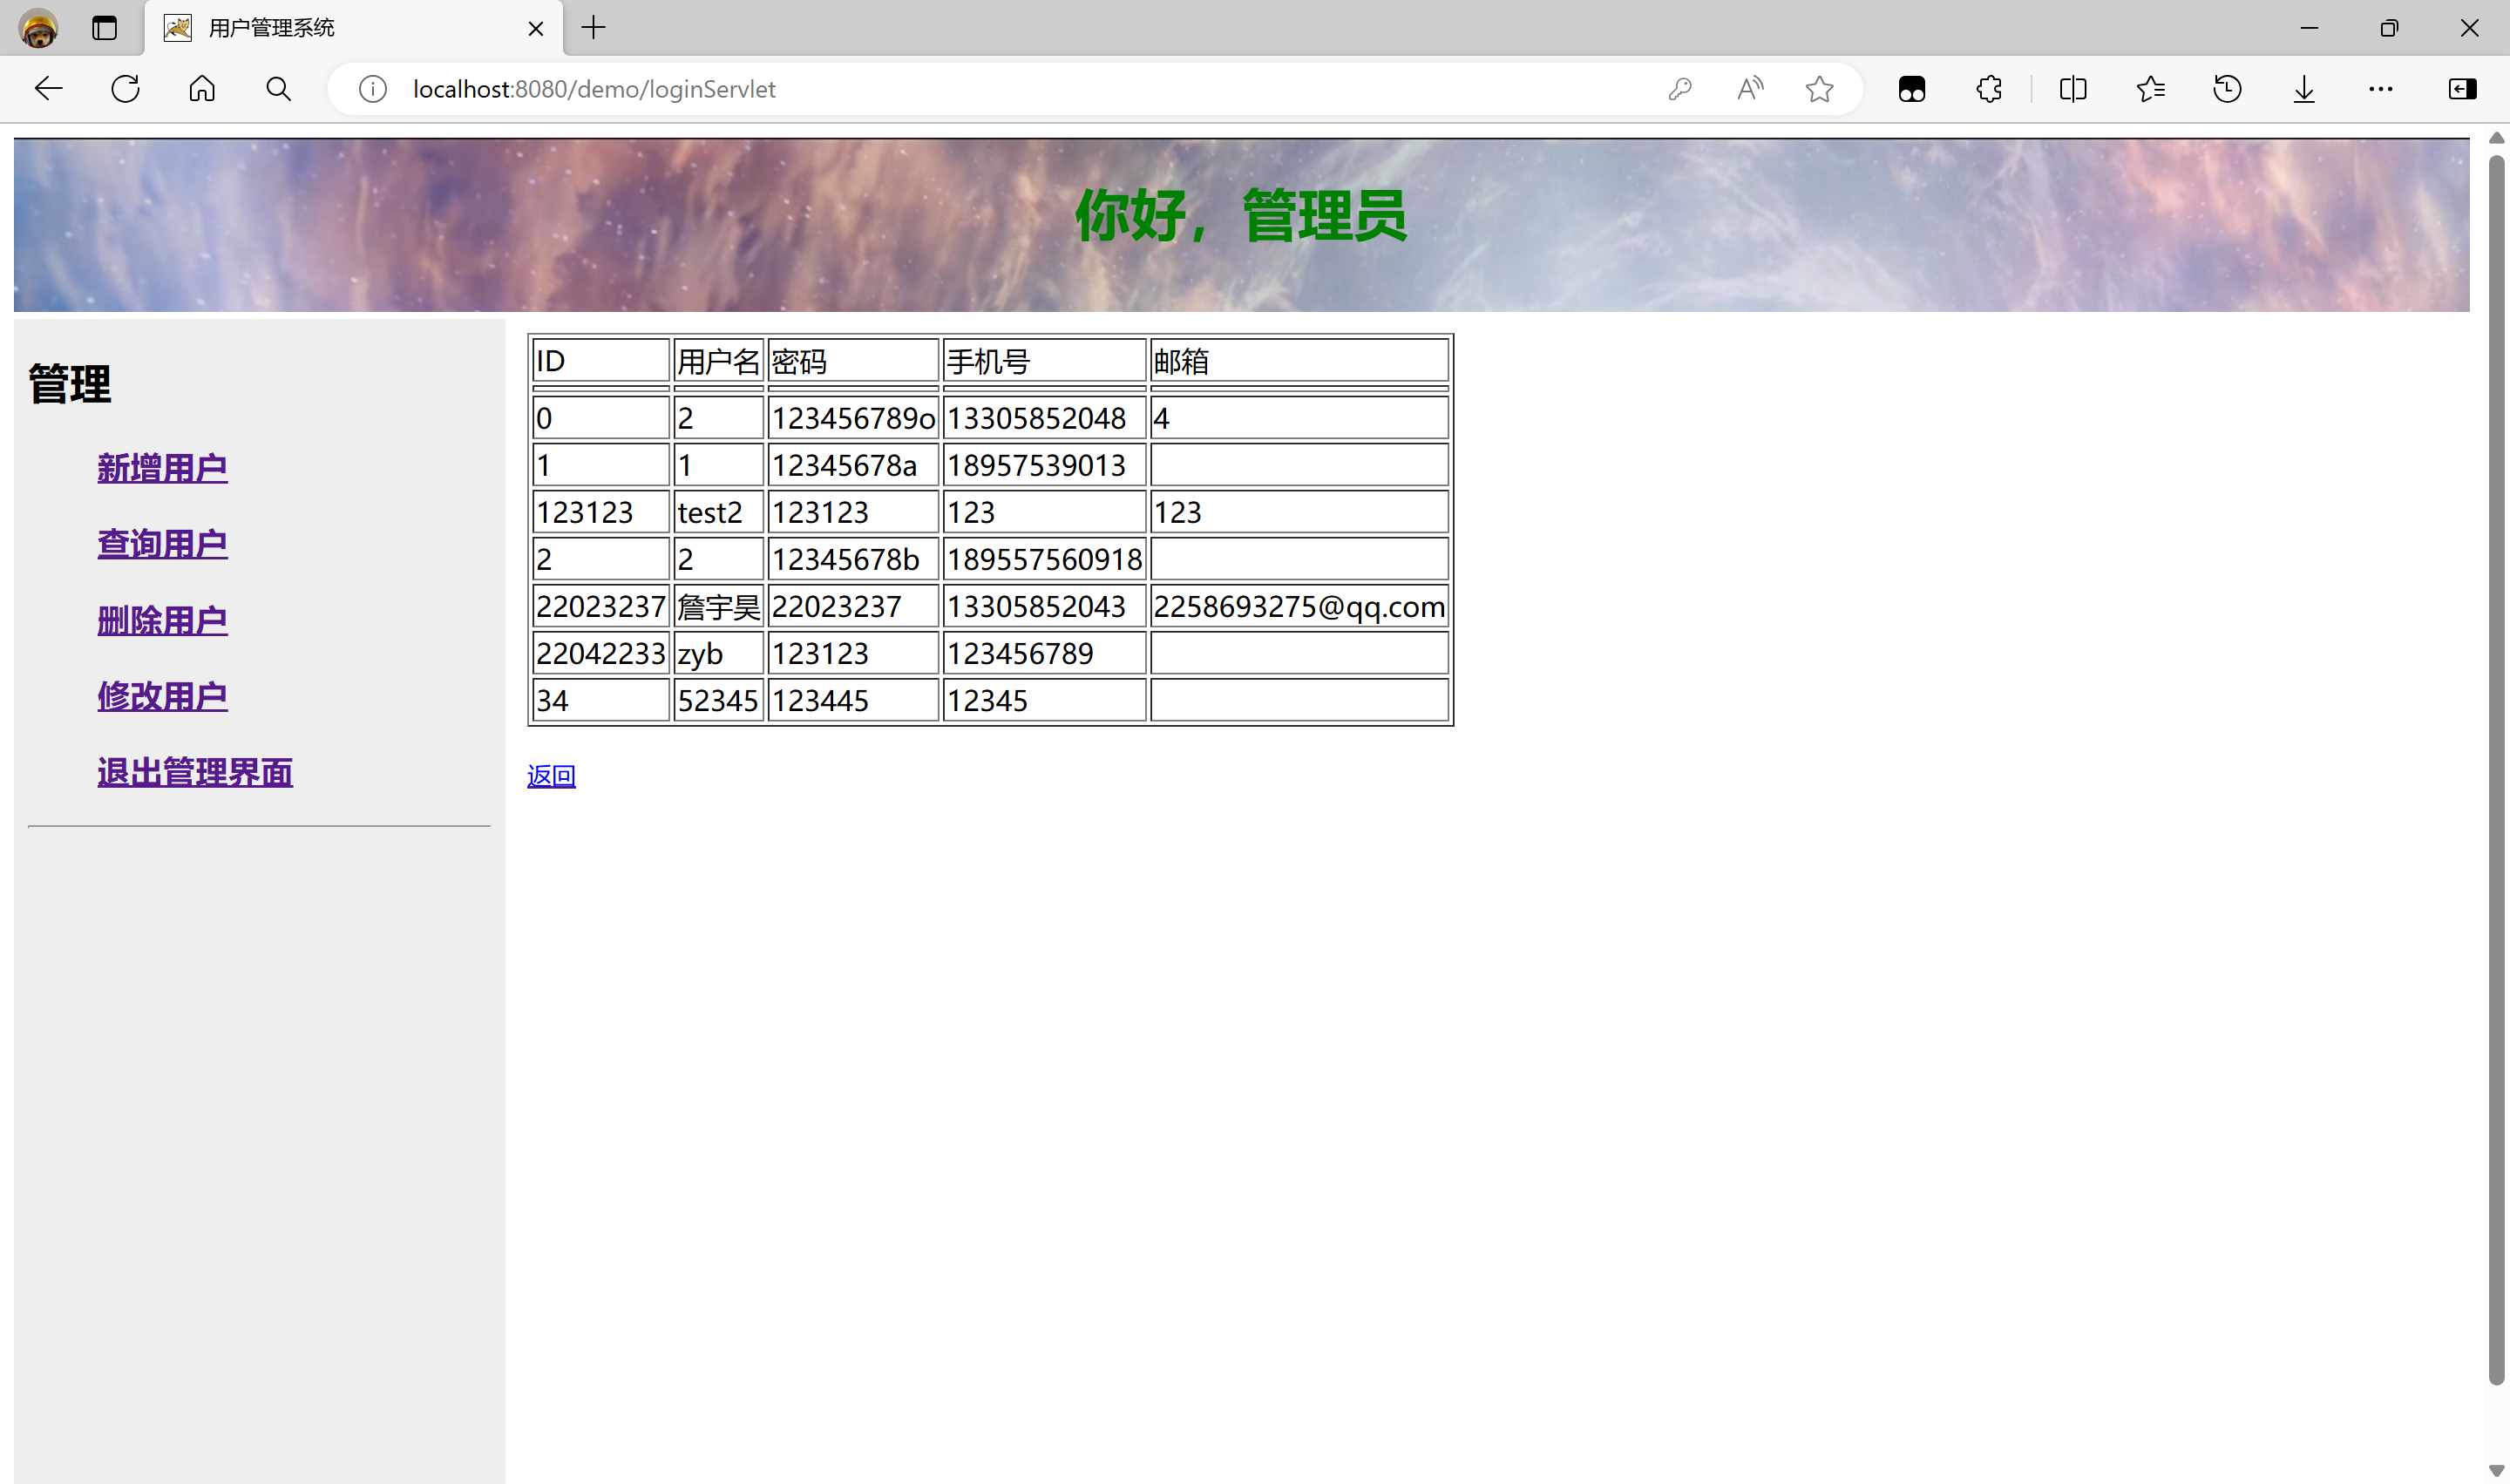 用户管理系统
localhost:8080/demo/loginServlet
你好，管理员
管理
新增用户
查询用户
删除用户
修改用户
退出管理界面
ID 用户名 密码 手机号 邮箱
0 2 123456789o 13305852048 4
1 1 12345678a 18957539013
123123 test2 123123 123 123
2 2 12345678b 189557560918
22023237 詹宇昊 22023237 13305852043 2258693275@qq.com
22042233 zyb 123123 123456789
34 52345 123445 12345
返回